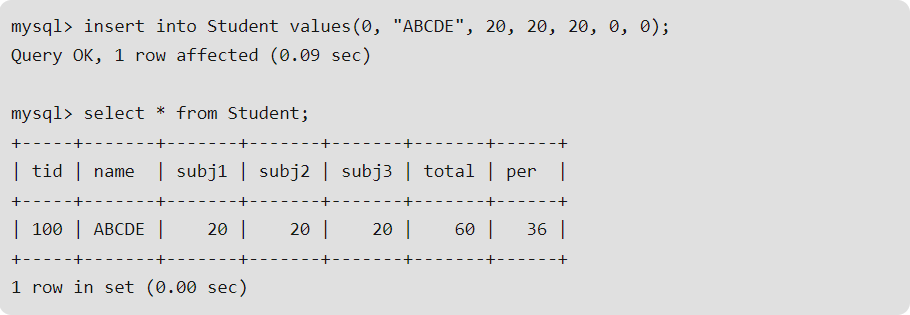 mysql> insert into Student values(0, "ABCDE", 20, 20, 20, 0, 0);
Query OK, 1 row affected (0.09 sec)

mysql> select * from Student;
+-----+-------+-------+-------+-------+-------+------+
| tid | name  | subj1 | subj2 | subj3 | total | per  |
+-----+-------+-------+-------+-------+-------+------+
| 100 | ABCDE |    20 |    20 |    20 |    60 |   36 |
+-----+-------+-------+-------+-------+-------+------+
1 row in set (0.00 sec)